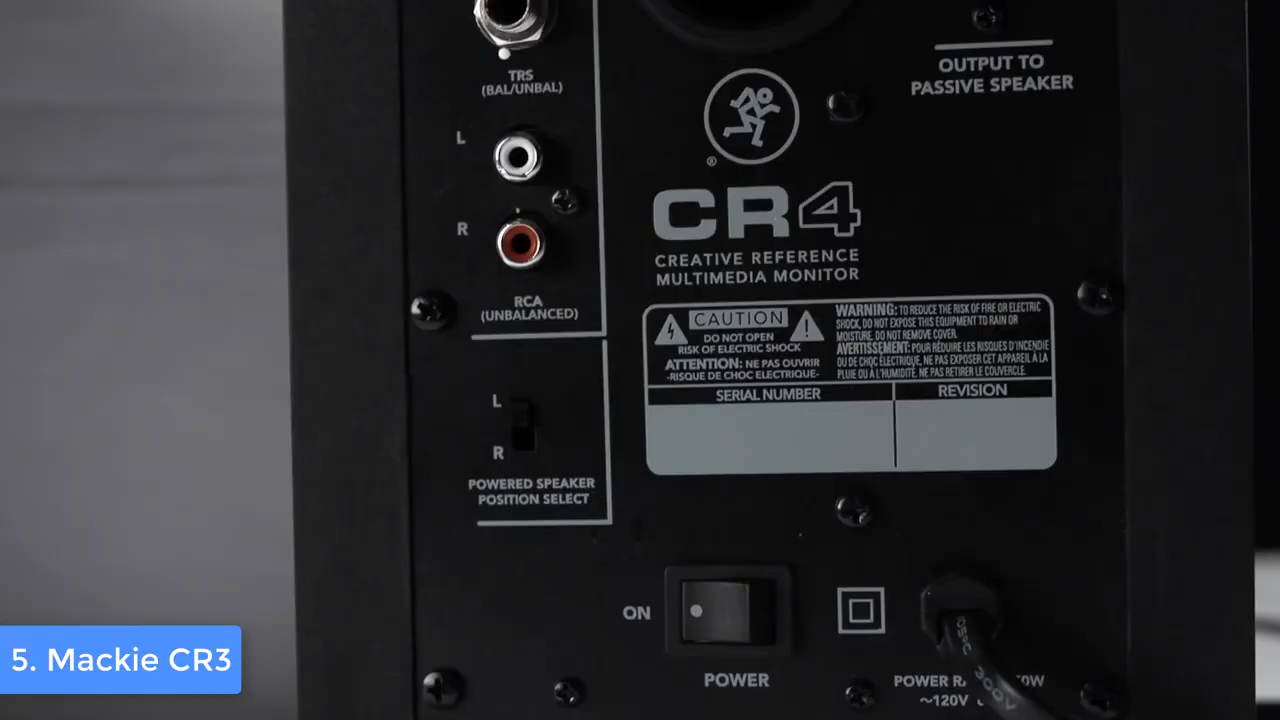 TRS
(BAL/UNBAL)
L
R
RCA
(UNBALANCED)
L
R
POWERED SPEAKER
POSITION SELECT
OUTPUT TO
PASSIVE SPEAKER
®
CR4
CREATIVE REFERENCE
MULTIMEDIA MONITOR
CAUTION
DO NOT OPEN
RISK OF ELECTRIC SHOCK
ATTENTION: NE PAS OUVRIR
-RISQUE DE CHOC ELECTRIQUE-
WARNING: TO REDUCE THE RISK OF FIRE OR ELECTRIC
SHOCK, DO NOT EXPOSE THIS EQUIPMENT TO RAIN OR
MOISTURE. DO NOT REMOVE COVER.
AVERTISSEMENT: POUR RÉDUIRE LES RISQUES D'INCENDIE
OU DE CHOC ÉLECTRIQUE, NE PAS EXPOSER CET APPAREIL À LA
PLUIE OU À L'HUMIDITÉ. NE PAS RETIRER LE COUVERCLE.
SERIAL NUMBER
REVISION
ON
POWER
POWER
~120V
300V
5. Mackie CR3